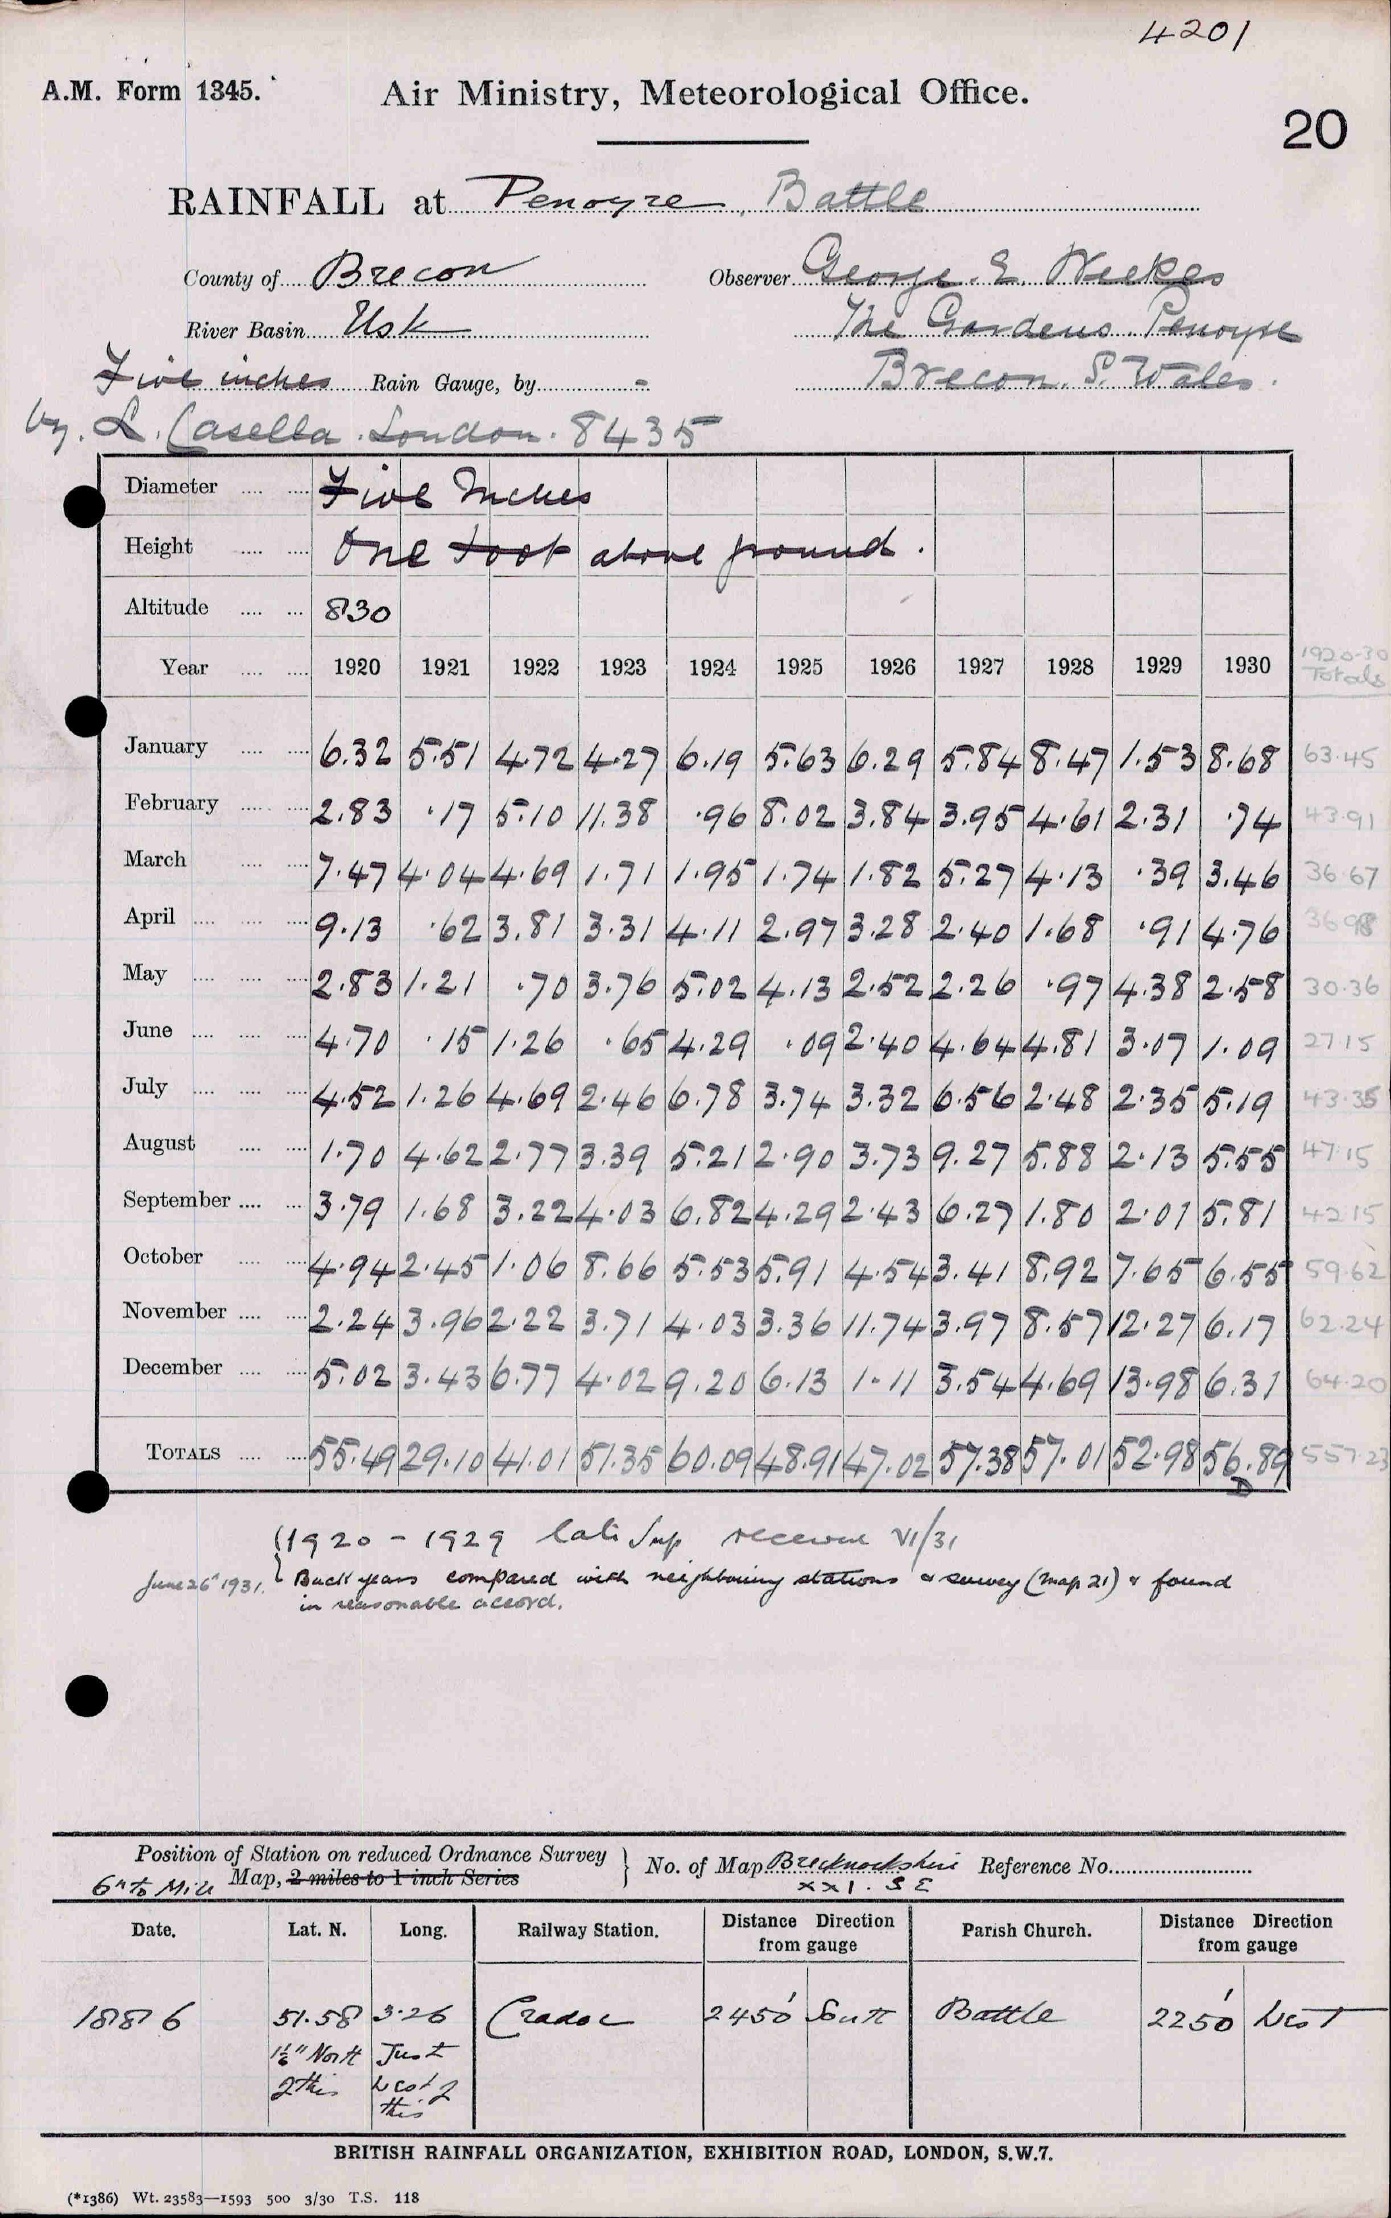 4201
A.M. Form 1345. Air Ministry, Meteorological Office.
20
RAINFALL at Penoyre, Battle
County of Brecon Observer George. E. Weekes
River Basin Usk The Gardens Penoyre
Five inches Rain Gauge, by - Brecon. S. Wales.
by. L. Casella. London. 8435
Diameter Five Inches
Height One Foot above ground.
Altitude 830
Year 1920 1921 1922 1923 1924 1925 1926 1927 1928 1929 1930 1920-30 Totals
January 6.32 5.51 4.72 4.27 6.19 5.63 6.29 5.84 8.47 1.53 8.68 63.45
February 2.83 .17 5.10 11.38 .96 8.02 3.84 3.95 4.61 2.31 .74 43.91
March 7.47 4.04 4.69 1.71 1.95 1.74 1.82 5.27 4.13 .39 3.46 36.67
April 9.13 .62 3.81 3.31 4.11 2.97 3.28 2.40 1.68 .91 4.76 36.98
May 2.83 1.21 .70 3.76 5.02 4.13 2.52 2.26 .97 4.38 2.58 30.36
June 4.70 .15 1.26 .65 4.29 .09 2.40 4.64 4.81 3.07 1.09 27.15
July 4.52 1.26 4.69 2.46 6.78 3.74 3.32 6.56 2.48 2.35 5.19 43.35
August 1.70 4.62 2.77 3.39 5.21 2.90 3.73 9.27 5.88 2.13 5.55 47.15
September 3.79 1.68 3.22 4.03 6.82 4.29 2.43 6.27 1.80 2.01 5.81 42.15
October 4.94 2.45 1.06 8.66 5.53 5.91 4.54 3.41 8.92 7.65 6.55 59.62
November 2.24 3.96 2.22 3.71 4.03 3.36 11.74 3.97 8.57 12.27 6.17 62.24
December 5.02 3.43 6.77 4.02 9.20 6.13 1.11 3.54 4.69 13.98 6.31 64.20
TOTALS 55.49 29.10 41.01 51.35 60.09 48.91 47.02 57.38 57.01 52.98 56.89 557.23
D
1920 - 1929 late Sup received VI/31
June 26 1931. Back years compared with neighbouring stations & survey (Map 21) & found
in reasonable accord.
Position of Station on reduced Ordnance Survey
Map, 2 miles to 1 inch Series No. of Map Brecknockshire Reference No.
6" to Mile XXI. SE
Date. Lat. N. Long. Railway Station. Distance Direction from gauge Parish Church. Distance Direction from gauge
1886 51.58 3.26 Cradoc 2450' South Battle 2250' West
North Just
of this West of
this
BRITISH RAINFALL ORGANIZATION, EXHIBITION ROAD, LONDON, S.W.7.
(*1386) Wt. 23583—1593 500 3/30 T.S. 118